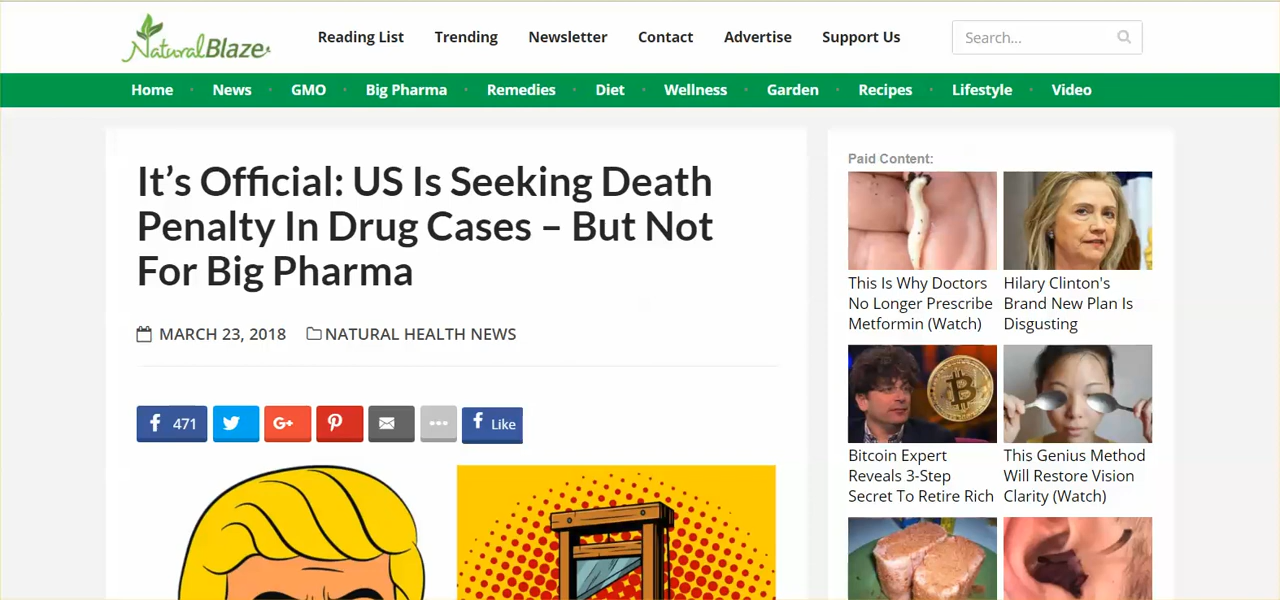 NaturalBlaze
Reading List
Trending
Newsletter
Contact
Advertise
Support Us
Search...
Home
News
GMO
Big Pharma
Remedies
Diet
Wellness
Garden
Recipes
Lifestyle
Video
It's Official: US Is Seeking Death
Penalty In Drug Cases – But Not
For Big Pharma
MARCH 23, 2018
NATURAL HEALTH NEWS
471
Like
Paid Content:
This Is Why Doctors
No Longer Prescribe
Metformin (Watch)
Hilary Clinton's
Brand New Plan Is
Disgusting
Bitcoin Expert
Reveals 3-Step
Secret To Retire Rich
This Genius Method
Will Restore Vision
Clarity (Watch)